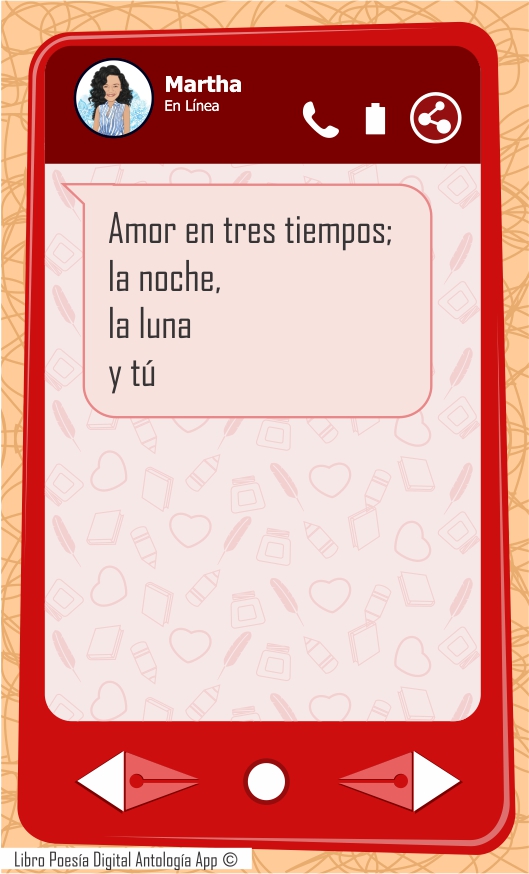 Martha
En Línea
Amor en tres tiempos;
la noche,
la luna
y tú
Libro Poesía Digital Antología App ©